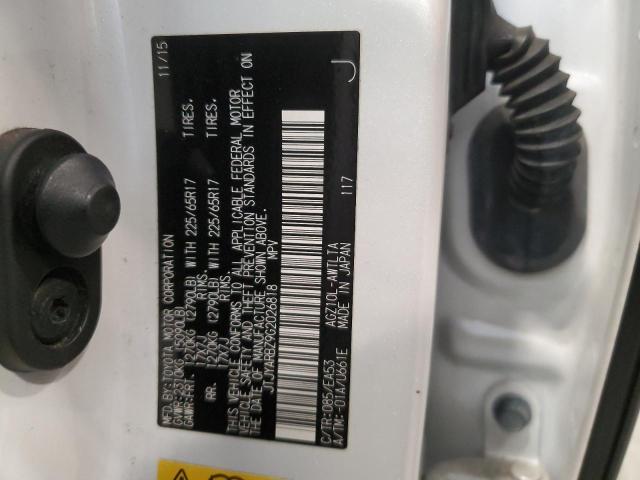 MFD.BY:TOYOTA MOTOR CORPORATION 11/15
GVWR:2310KG (5090LB)
GAWR:FRT. 1270KG (2790LB) WITH 225/65R17 TIRES.
17X7J RIMS.
RR. 1270KG (2790LB) WITH 225/65R17 TIRES.
17X7J RIMS.
THIS VEHICLE CONFORMS TO ALL APPLICABLE FEDERAL MOTOR
VEHICLE SAFETY AND THEFT PREVENTION STANDARDS IN EFFECT ON
THE DATE OF MANUFACTURE SHOWN ABOVE.
MPV
C/TR:085/EA53 AGZ10L-AWTLTA
A/TM:-01A/U661E MADE IN JAPAN
117
J